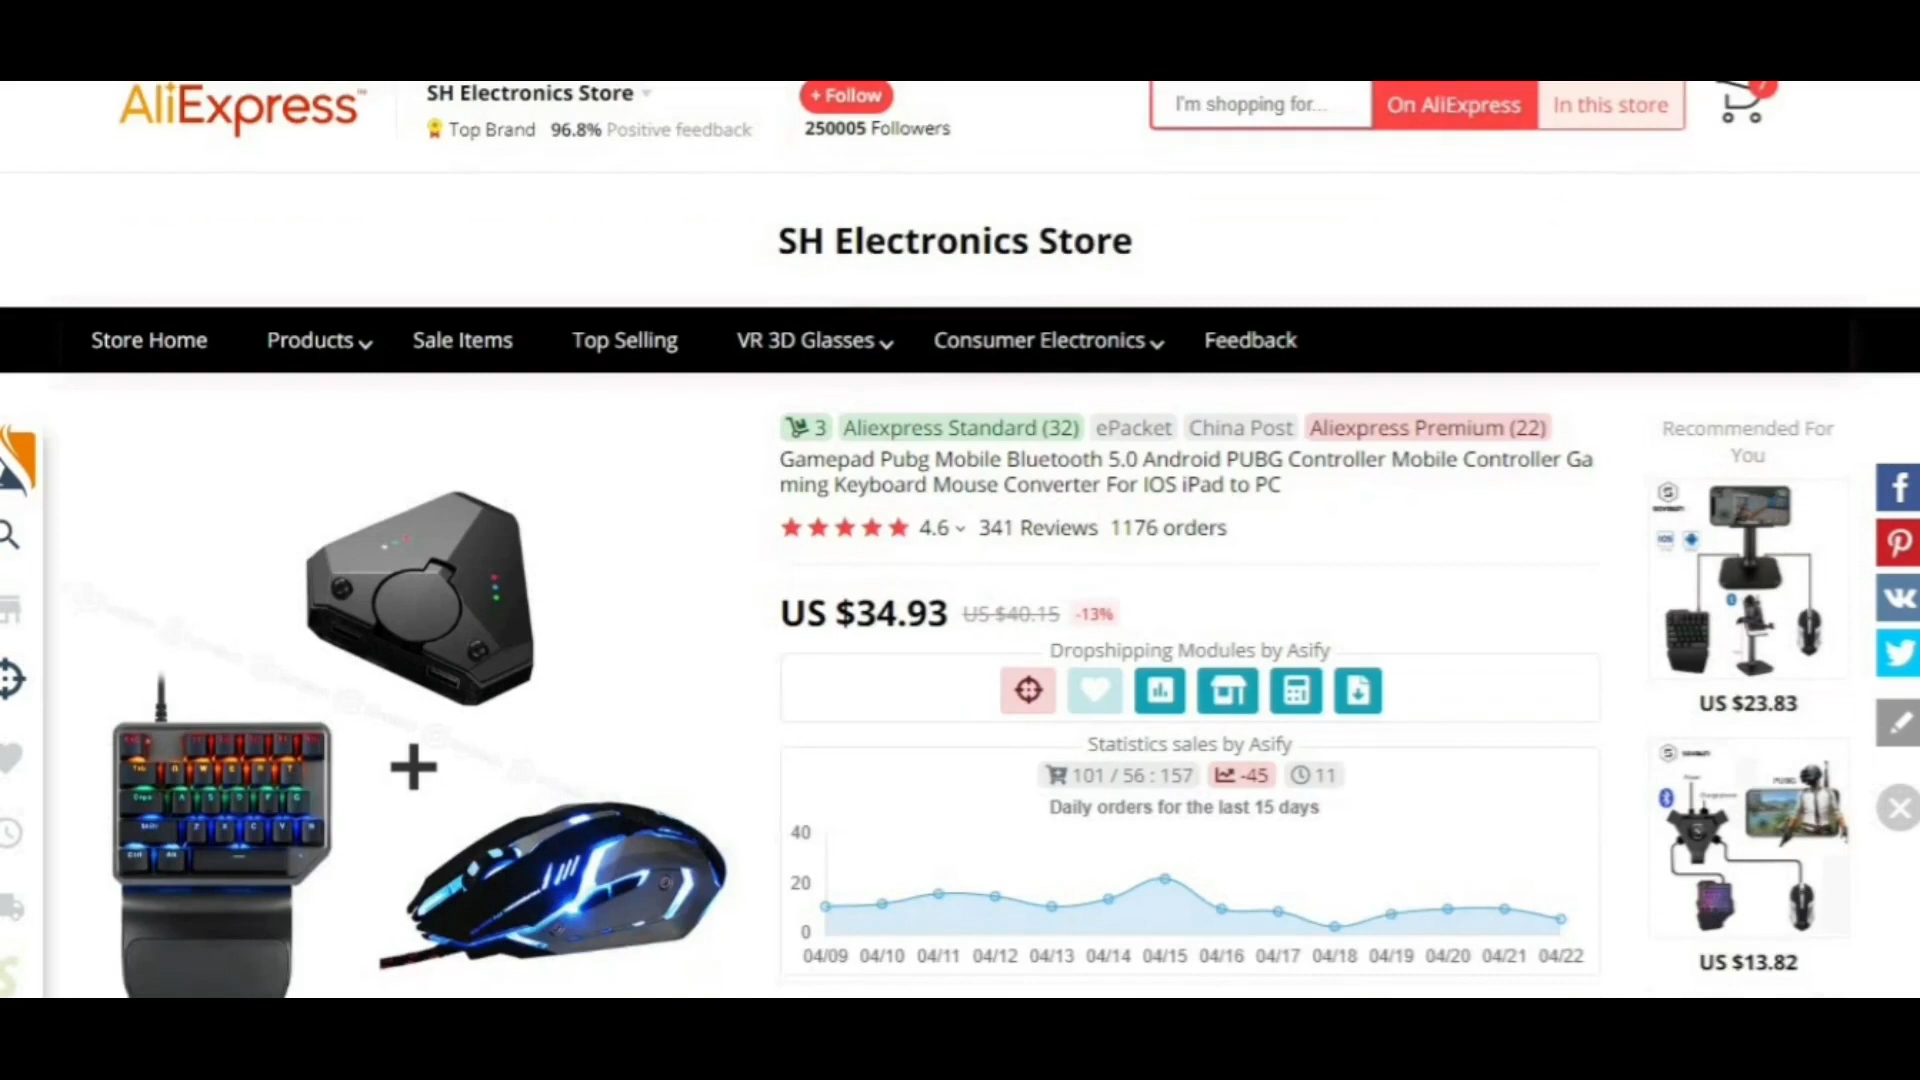 AliExpress™
SH Electronics Store
Top Brand 96.8% Positive feedback
+ Follow
250005 Followers
I'm shopping for...
On AliExpress
In this store
SH Electronics Store
Store Home Products Sale Items Top Selling VR 3D Glasses Consumer Electronics Feedback
3 Aliexpress Standard (32) ePacket China Post Aliexpress Premium (22)
Gamepad Pubg Mobile Bluetooth 5.0 Android PUBG Controller Mobile Controller Ga
ming Keyboard Mouse Converter For IOS iPad to PC
4.6 341 Reviews 1176 orders
US $34.93 US $40.15 -13%
Dropshipping Modules by Asify
Statistics sales by Asify
101 / 56 : 157 -45 11
Daily orders for the last 15 days
40
20
0
04/09 04/10 04/11 04/12 04/13 04/14 04/15 04/16 04/17 04/18 04/19 04/20 04/21 04/22
Recommended For
You
US $23.83
US $13.82